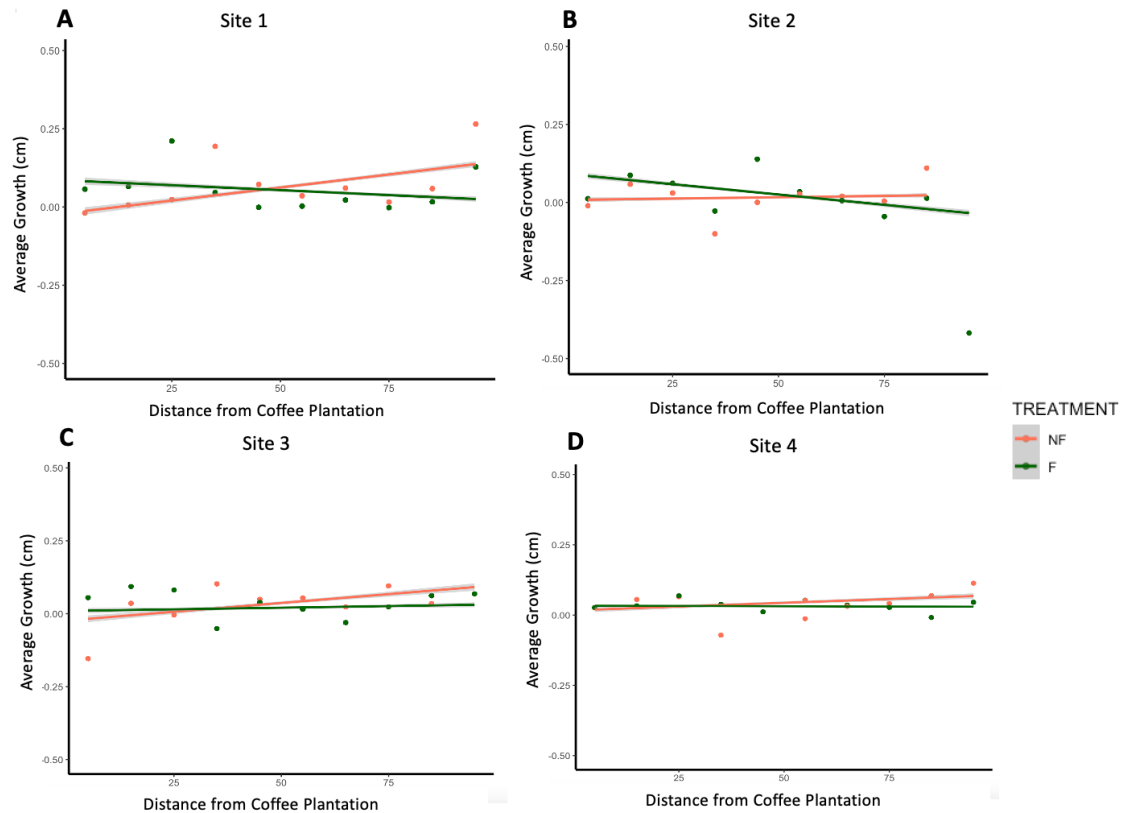 A
Site 1
0.50
0.25
0.00
-0.25
-0.50
Average Growth (cm)
25
50
75
Distance from Coffee Plantation
B
Site 2
0.50
0.25
0.00
-0.25
-0.50
Average Growth (cm)
25
50
75
Distance from Coffee Plantation
C
Site 3
0.50
0.25
0.00
-0.25
-0.50
Average Growth (cm)
25
50
75
Distance from Coffee Plantation
D
Site 4
0.50
0.25
0.00
-0.25
-0.50
Average Growth (cm)
25
50
75
Distance from Coffee Plantation
TREATMENT
NF
F